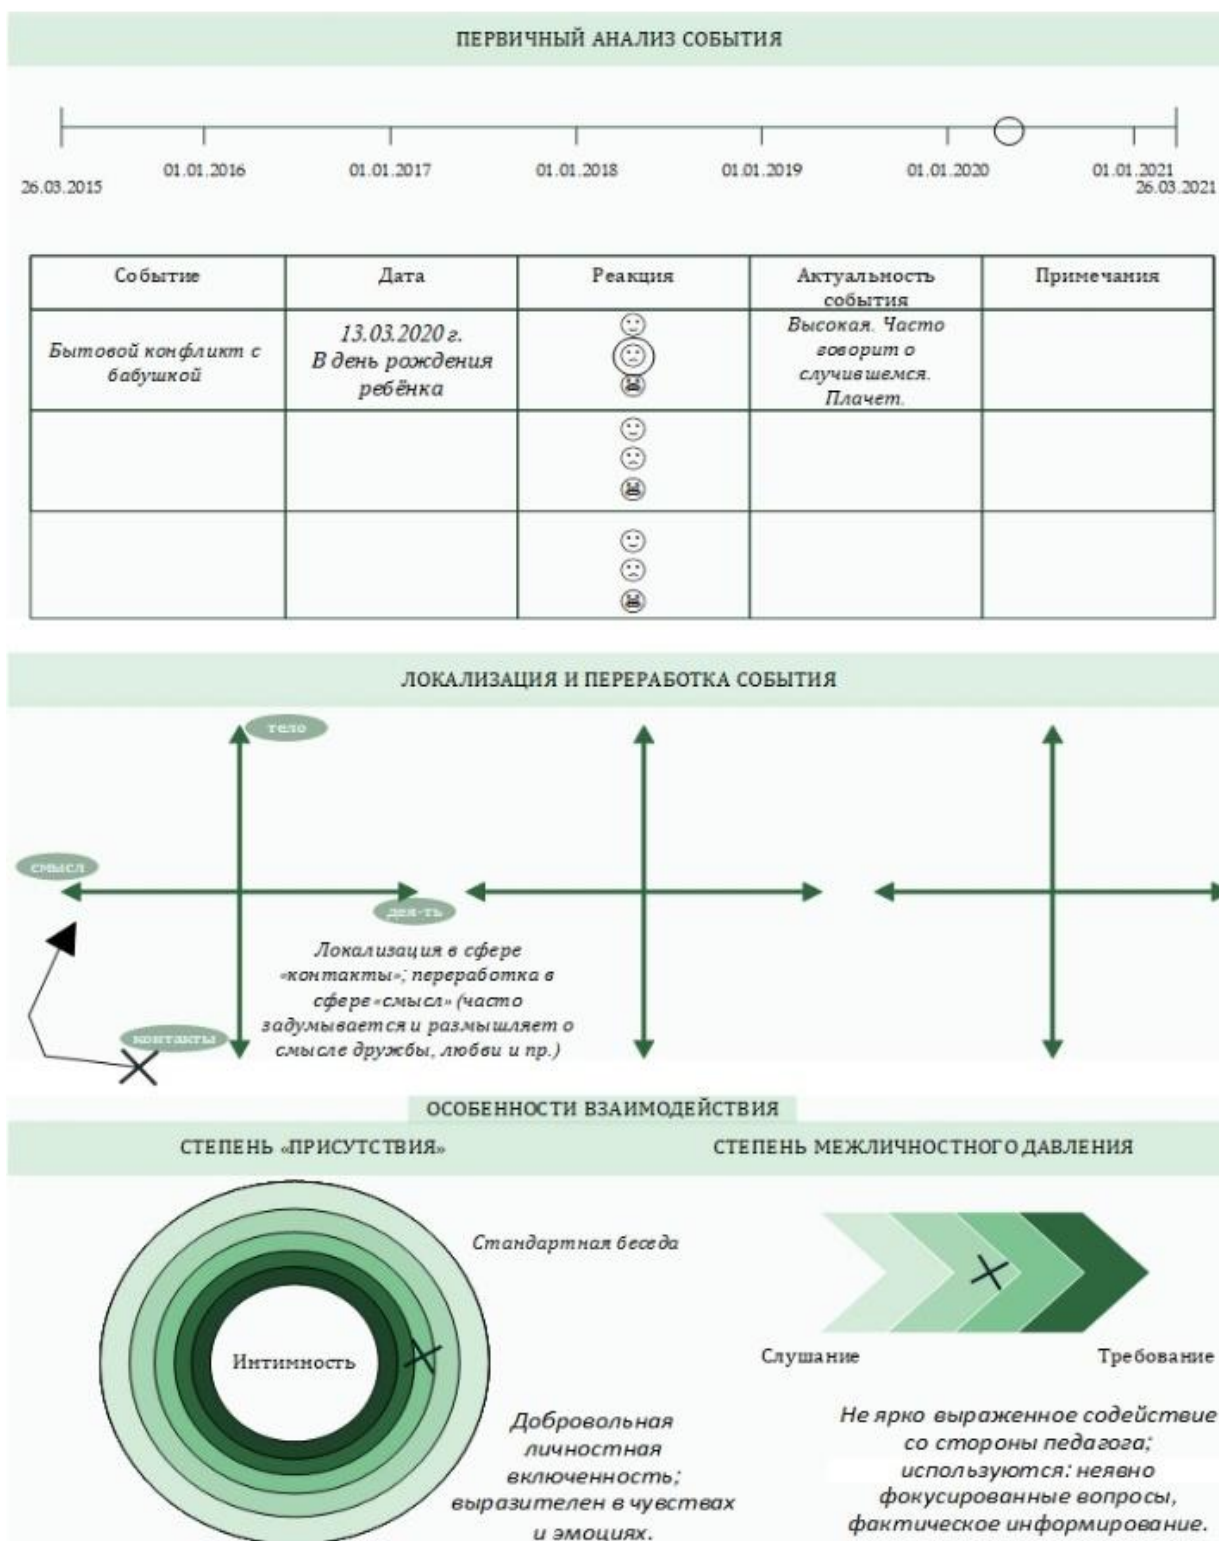 ПЕРВИЧНЫЙ АНАЛИЗ СОБЫТИЯ
26.03.2015
01.01.2016
01.01.2017
01.01.2018
01.01.2019
01.01.2020
01.01.2021
26.03.2021
Событие
Дата
Реакция
Актуальность
события
Примечания
Бытовой конфликт с
бабушкой
13.03.2020 г.
В день рождения
ребёнка
Высокая. Часто
говорит о
случившемся.
Плачет.
ЛОКАЛИЗАЦИЯ И ПЕРЕРАБОТКА СОБЫТИЯ
тело
смысл
дея-ть
контакты
Локализация в сфере
«контакты»; переработка в
сфере «смысл» (часто
задумывается и размышляет о
смысле дружбы, любви и пр.)
ОСОБЕННОСТИ ВЗАИМОДЕЙСТВИЯ
СТЕПЕНЬ «ПРИСУТСТВИЯ»
СТЕПЕНЬ МЕЖЛИЧНОСТНОГО ДАВЛЕНИЯ
Стандартная беседа
Интимность
Добровольная
личностная
включенность;
выразителен в чувствах
и эмоциях.
Слушание
Требование
Не ярко выраженное содействие
со стороны педагога;
используются: неявно
фокусированные вопросы,
фактическое информирование.